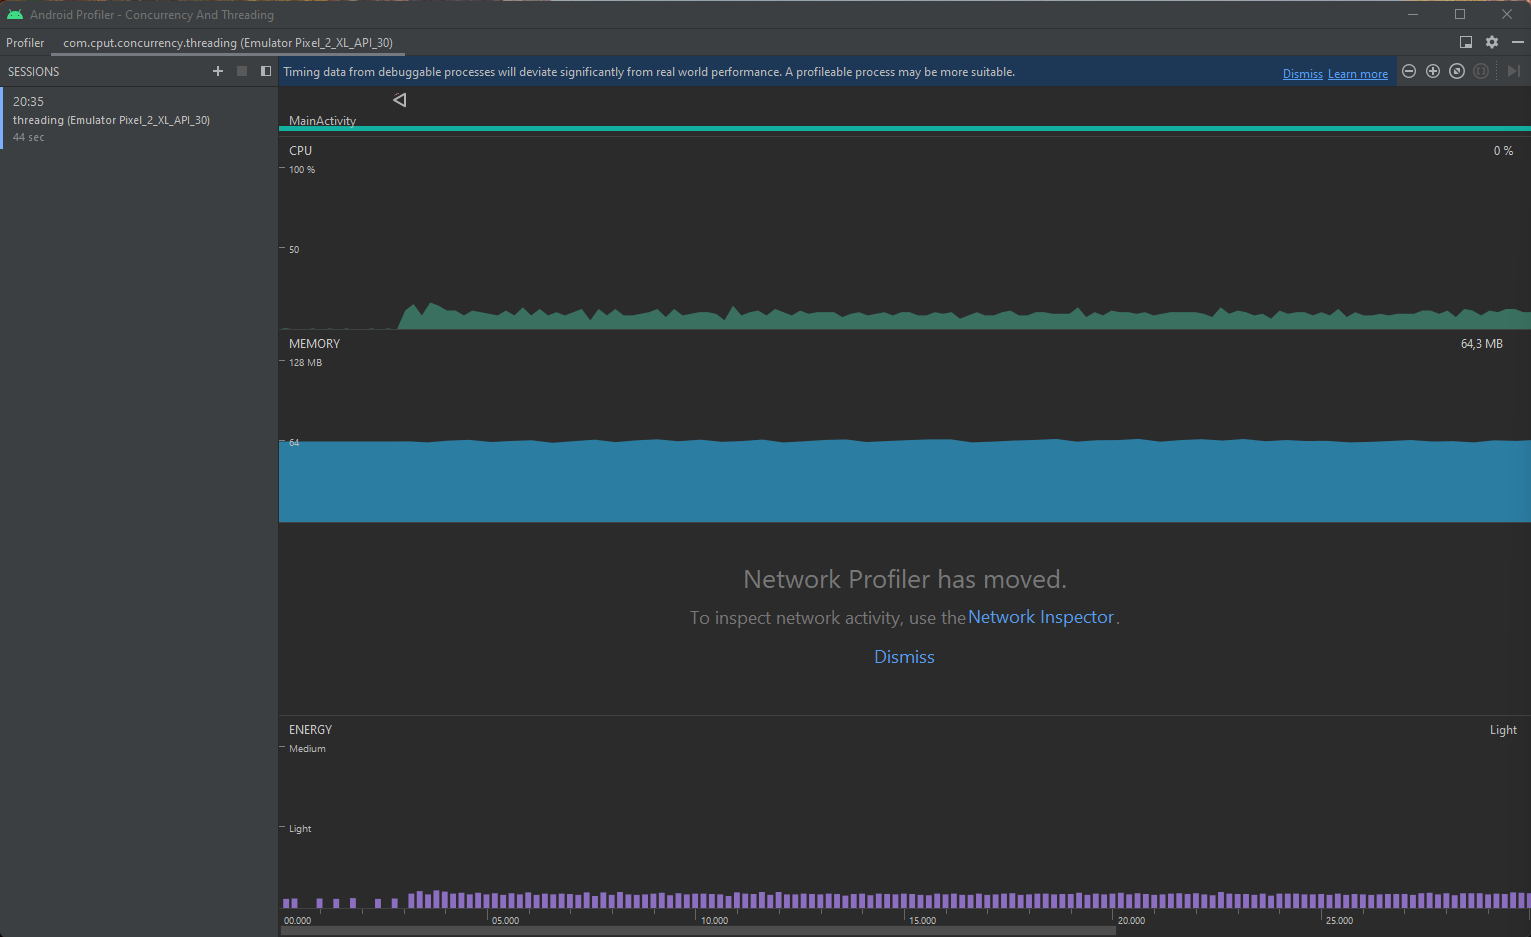 Android Profiler - Concurrency And Threading
Profiler com.cput.concurrency.threading (Emulator Pixel_2_XL_API_30)
SESSIONS
Timing data from debuggable processes will deviate significantly from real world performance. A profileable process may be more suitable. Dismiss Learn more
20:35
threading (Emulator Pixel_2_XL_API_30)
44 sec
MainActivity
CPU 0 %
100 %
50
MEMORY 64,3 MB
128 MB
64
Network Profiler has moved.
To inspect network activity, use the Network Inspector.
Dismiss
ENERGY Light
Medium
Light
00.000 05.000 10.000 15.000 20.000 25.000